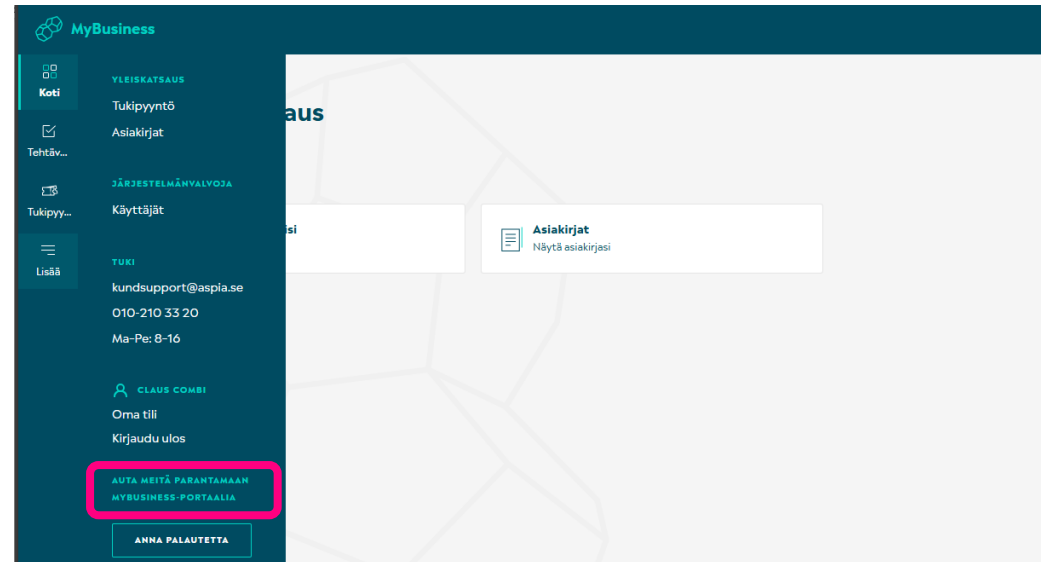 MyBusiness
Koti
Tehtäv...
Tukipyy...
Lisää
YLEISKATSAUS
Tukipyyntö
Asiakirjat
JÄRJESTELMÄNVALVOJA
Käyttäjät
TUKI
kundsupport@aspia.se
010-210 33 20
Ma-Pe: 8-16
CLAUS COMBI
Oma tili
Kirjaudu ulos
AUTA MEITÄ PARANTAMAAN
MYBUSINESS-PORTAALIA
ANNA PALAUTETTA
aus
isi
Asiakirjat
Näytä asiakirjasi